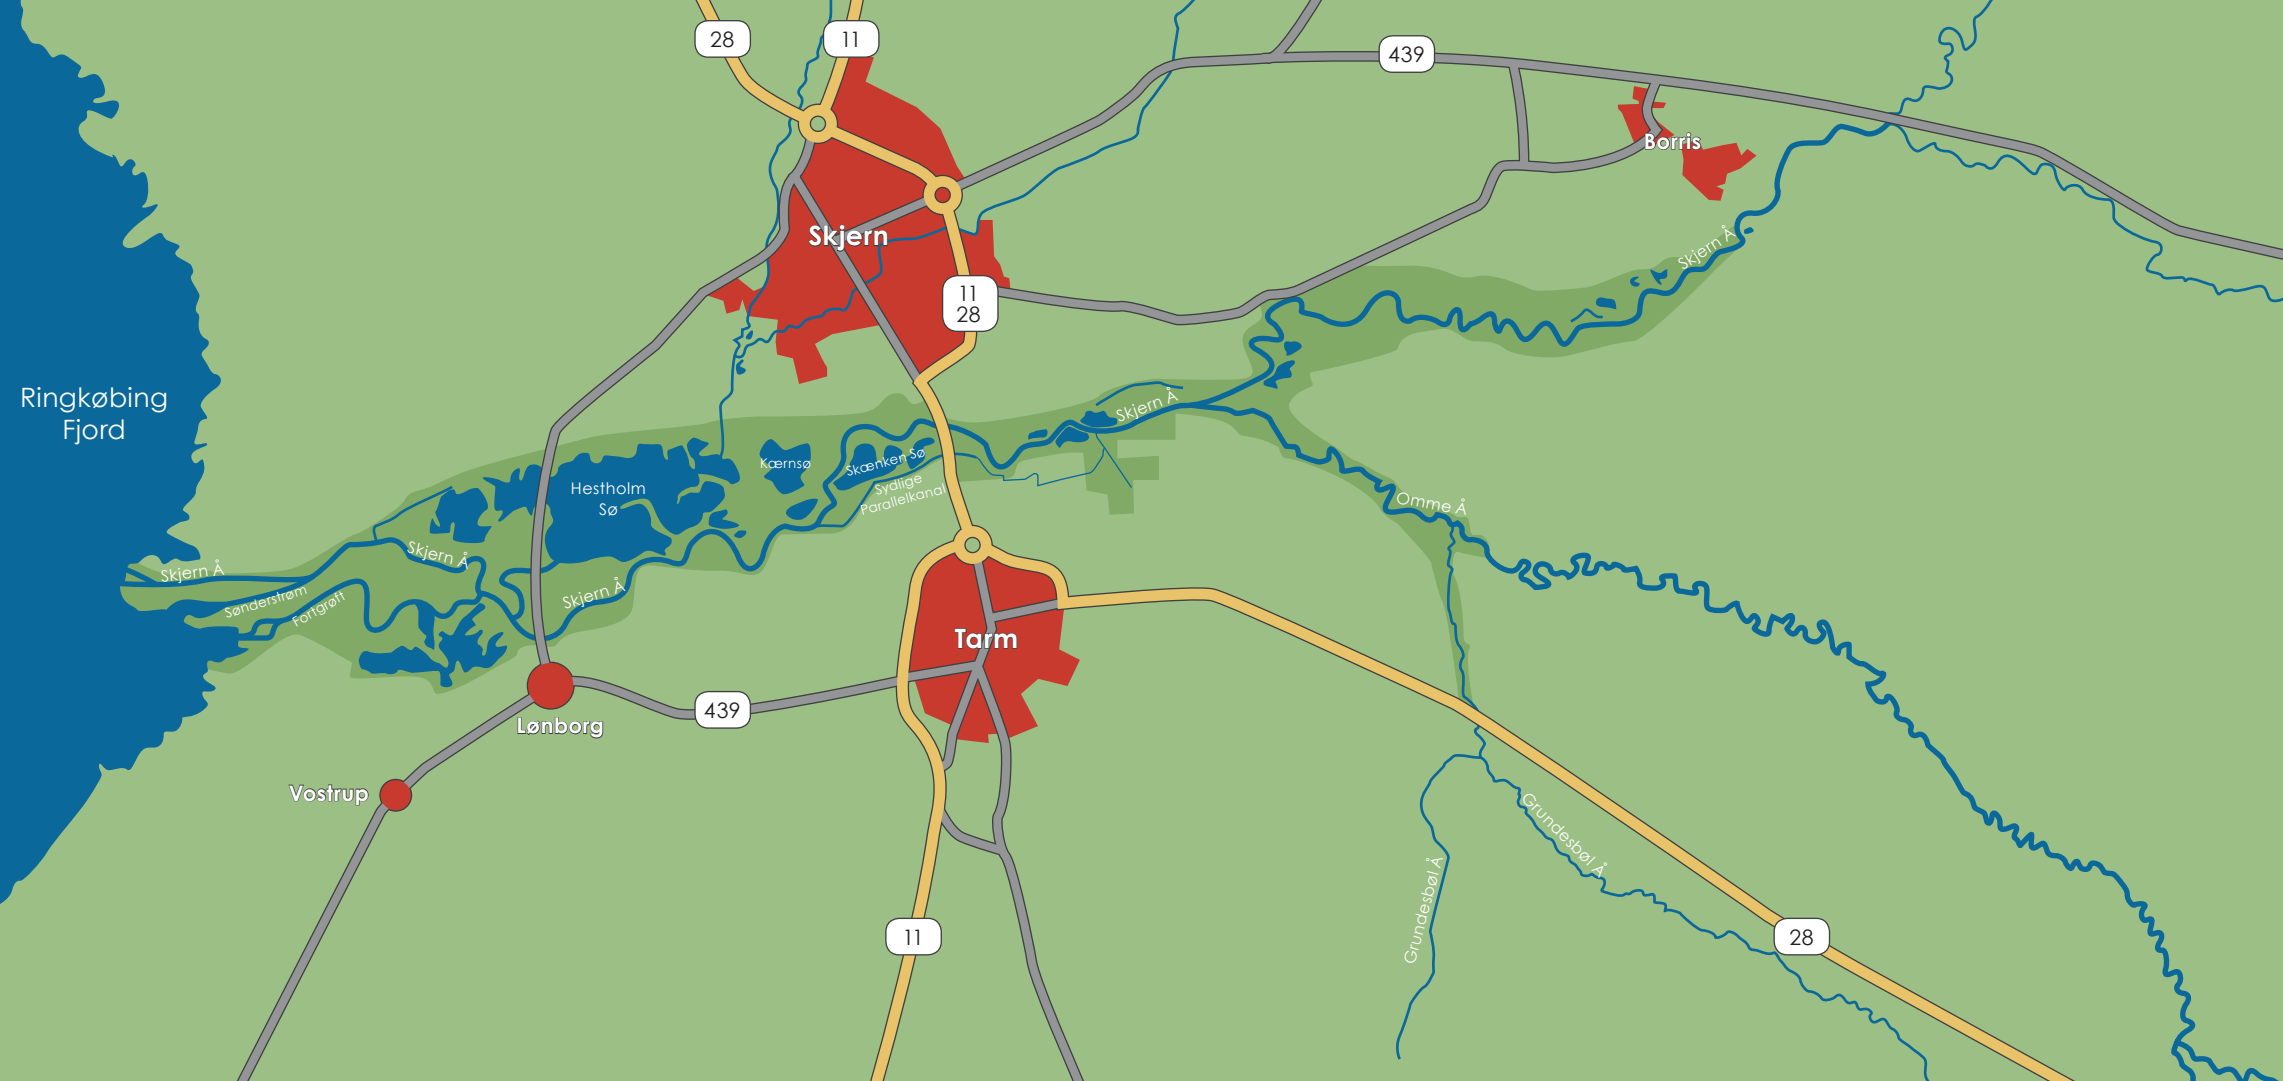 28
11
439
Borris
Skjern
Skjern Å
11
28
Ringkøbing
Fjord
Skjern Å
Kærnsø
Skænken Sø
Hestholm
Sø
Sydlige
Parallelkanal
Omme Å
Skjern Å
Skjern Å
Skjern Å
Sønderstrøm
Fortgrøft
Tarm
439
Lønborg
Vostrup
Grundesbøl Å
Grundesbøl Å
11
28